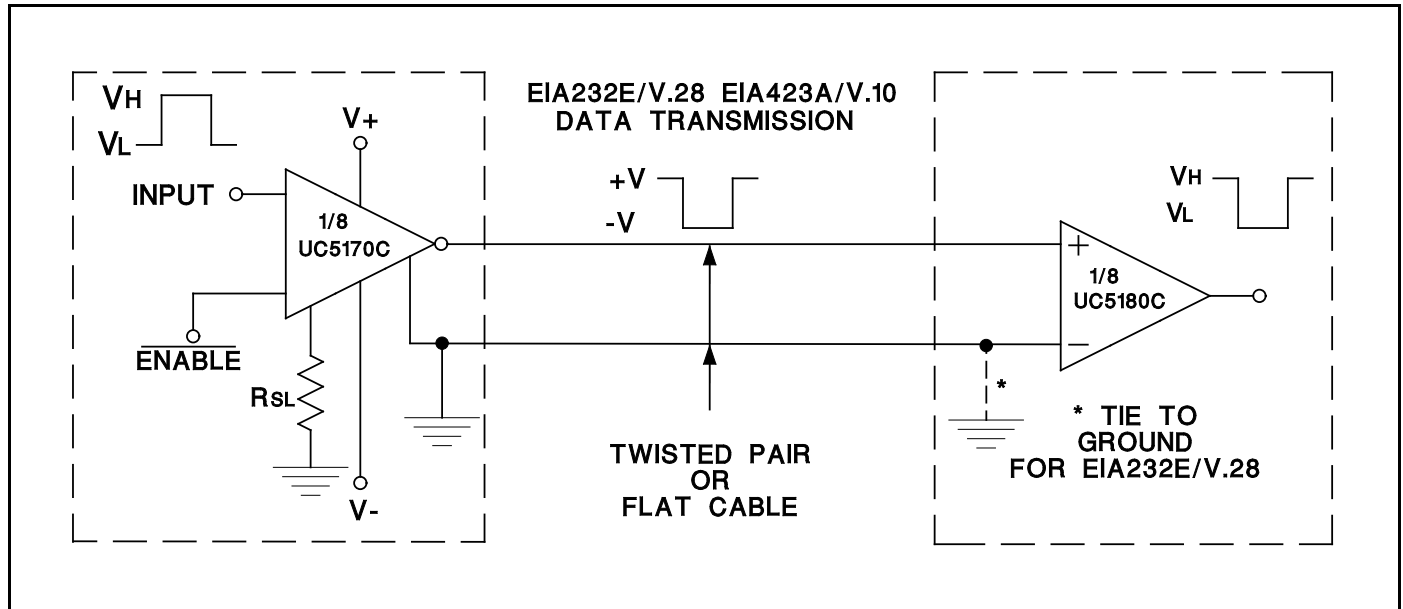 VH
VL
INPUT
V+
1/8
UC5170C
ENABLE
RSL
V-
EIA232E/V.28 EIA423A/V.10
DATA TRANSMISSION
+V
-V
TWISTED PAIR
OR
FLAT CABLE
VH
VL
+
1/8
UC5180C
−
*
* TIE TO
GROUND
FOR EIA232E/V.28